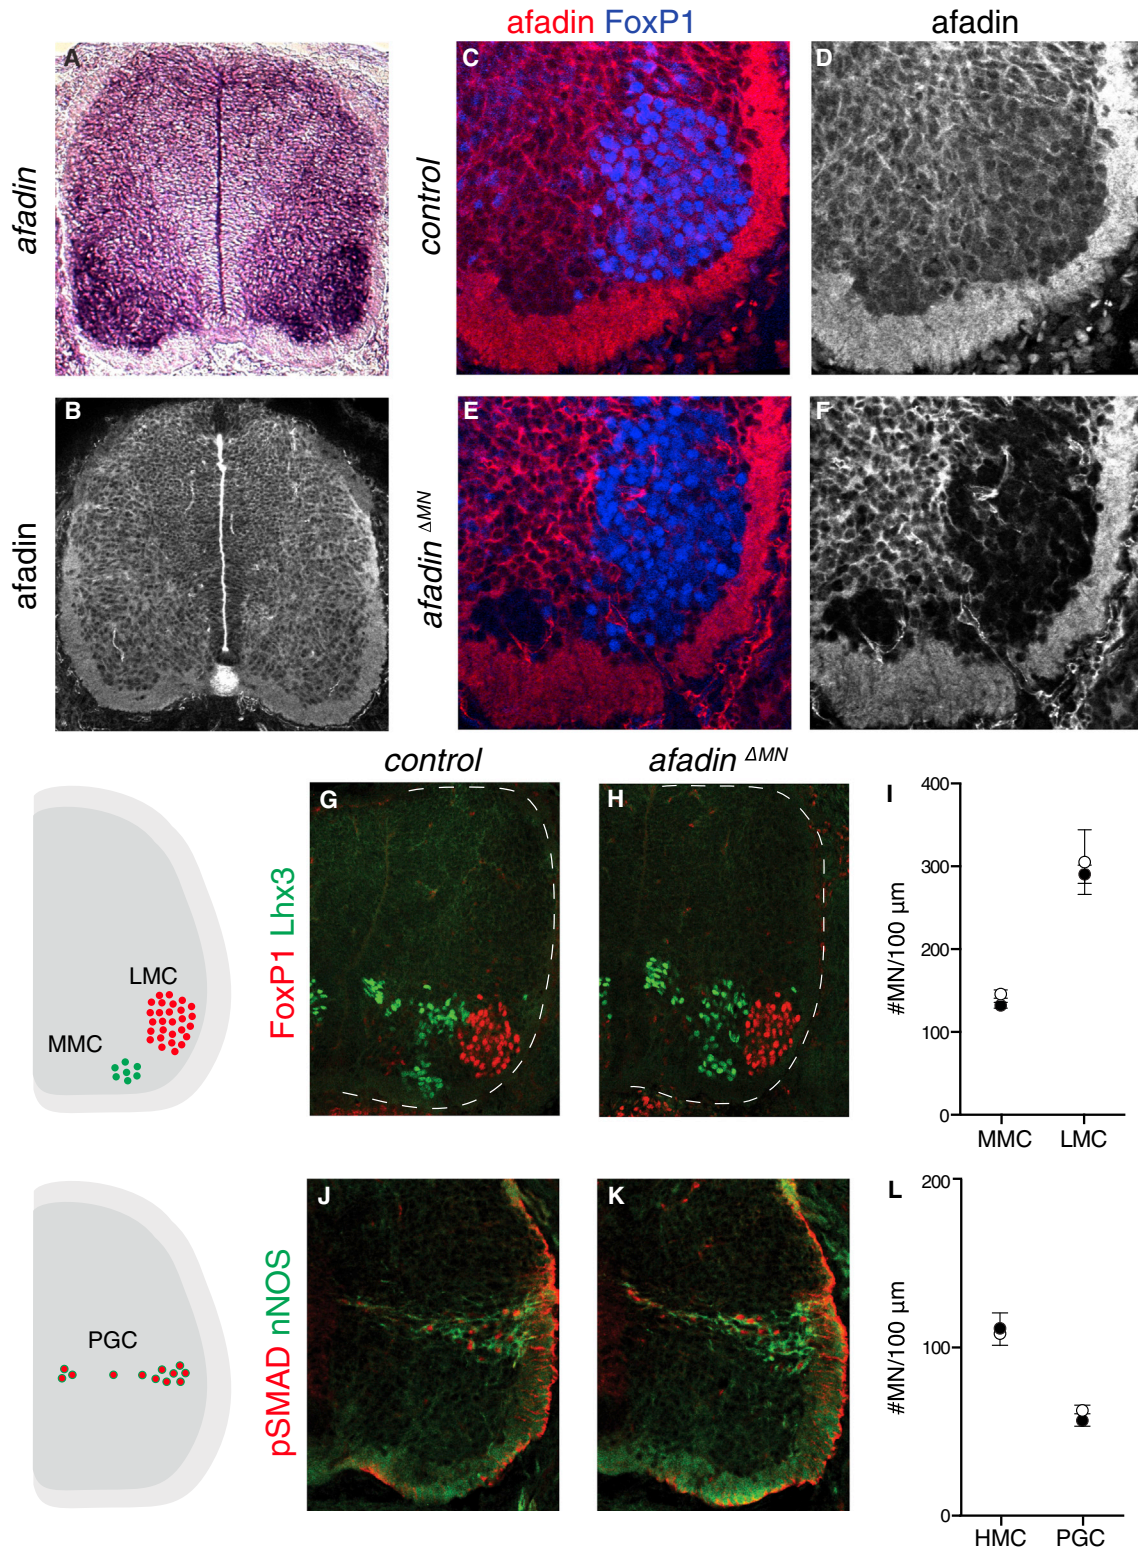 afadin FoxP1
afadin
A
afadin
C
control
D
B
afadin
E
afadin ΔMN
F
control
afadin ΔMN
LMC
MMC
FoxP1 Lhx3
G
H
I
400
300
200
100
0
#MN/100 µm
MMC LMC
PGC
pSMAD nNOS
J
K
L
200
100
0
#MN/100 µm
HMC PGC